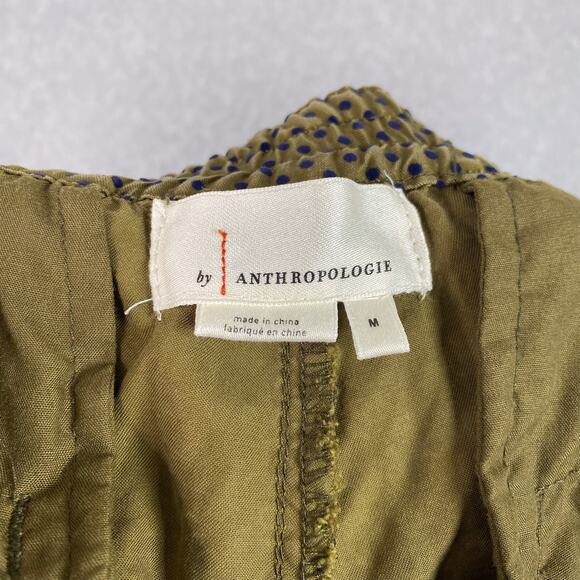 by ANTHROPOLOGIE
made in china
fabriqué en chine
M